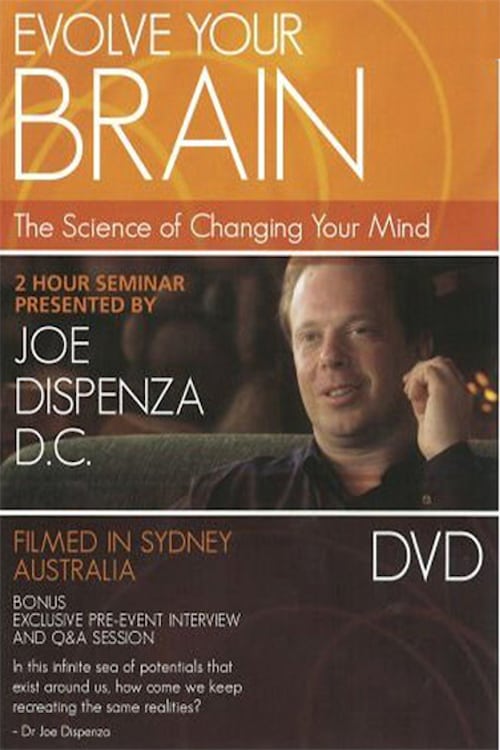 EVOLVE YOUR
BRAIN
The Science of Changing Your Mind
2 HOUR SEMINAR
PRESENTED BY
JOE
DISPENZA
D.C.
FILMED IN SYDNEY
AUSTRALIA
DVD
BONUS
EXCLUSIVE PRE-EVENT INTERVIEW
AND Q&A SESSION
In this infinite sea of potentials that
exist around us, how come we keep
recreating the same realities?
– Dr Joe Dispenza